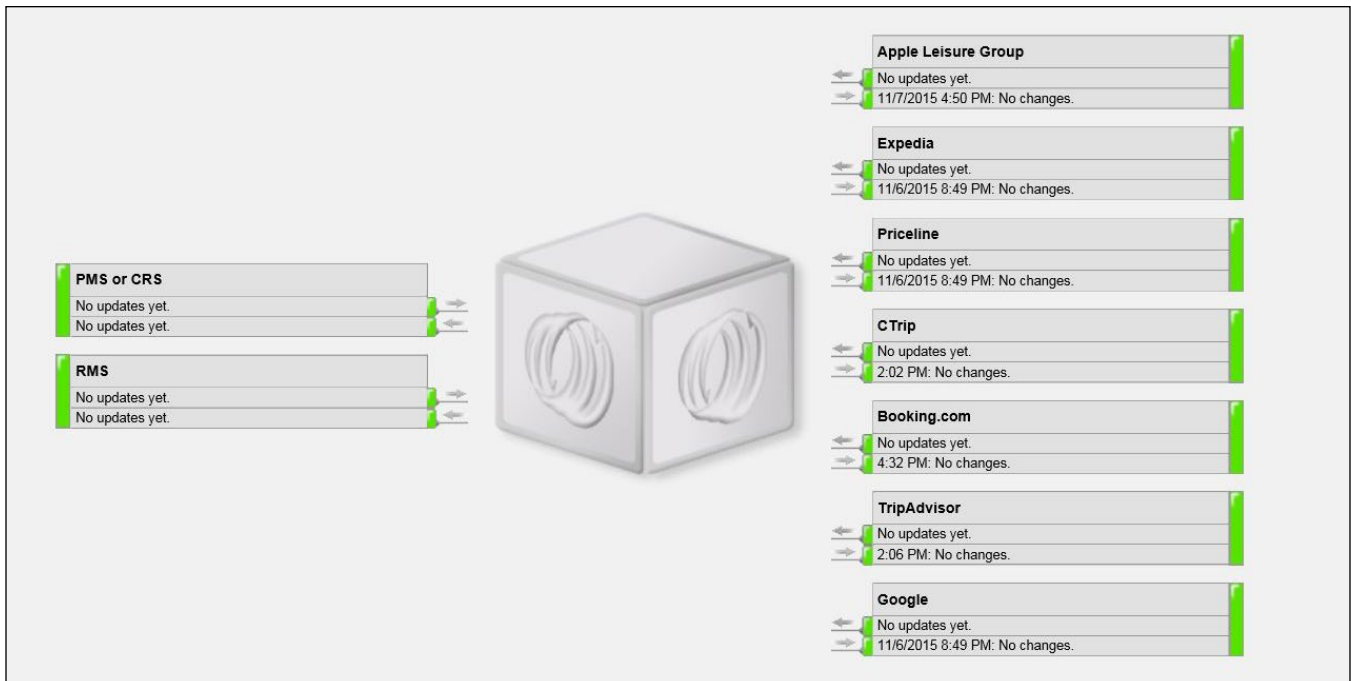 PMS or CRS
No updates yet.
No updates yet.
RMS
No updates yet.
No updates yet.
Apple Leisure Group
No updates yet.
11/7/2015 4:50 PM: No changes.
Expedia
No updates yet.
11/6/2015 8:49 PM: No changes.
Priceline
No updates yet.
11/6/2015 8:49 PM: No changes.
CTrip
No updates yet.
2:02 PM: No changes.
Booking.com
No updates yet.
4:32 PM: No changes.
TripAdvisor
No updates yet.
2:06 PM: No changes.
Google
No updates yet.
11/6/2015 8:49 PM: No changes.